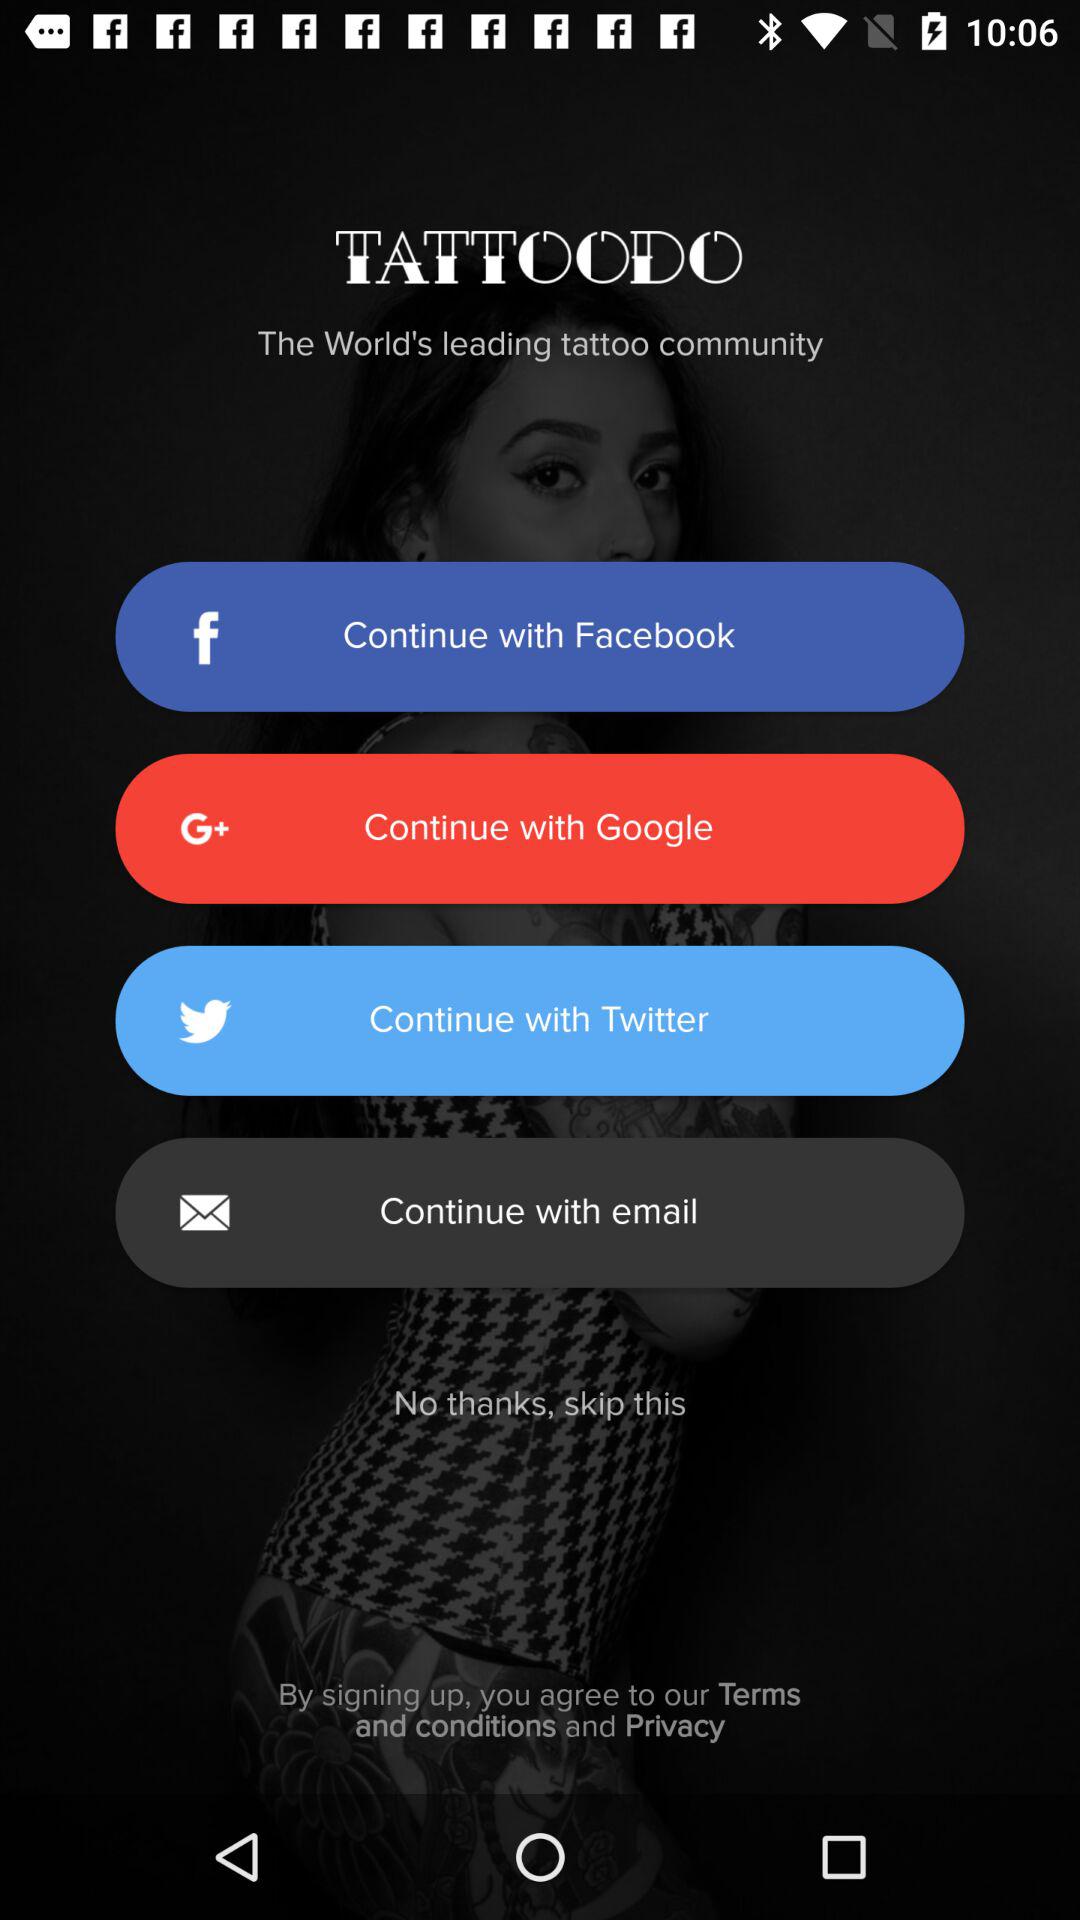 10:06
TATTOODO
The World's leading tattoo community
Continue with Facebook
G+ Continue with Google
Continue with Twitter
Continue with email
No thanks, skip this
By signing up, you agree to our Terms
and conditions and Privacy